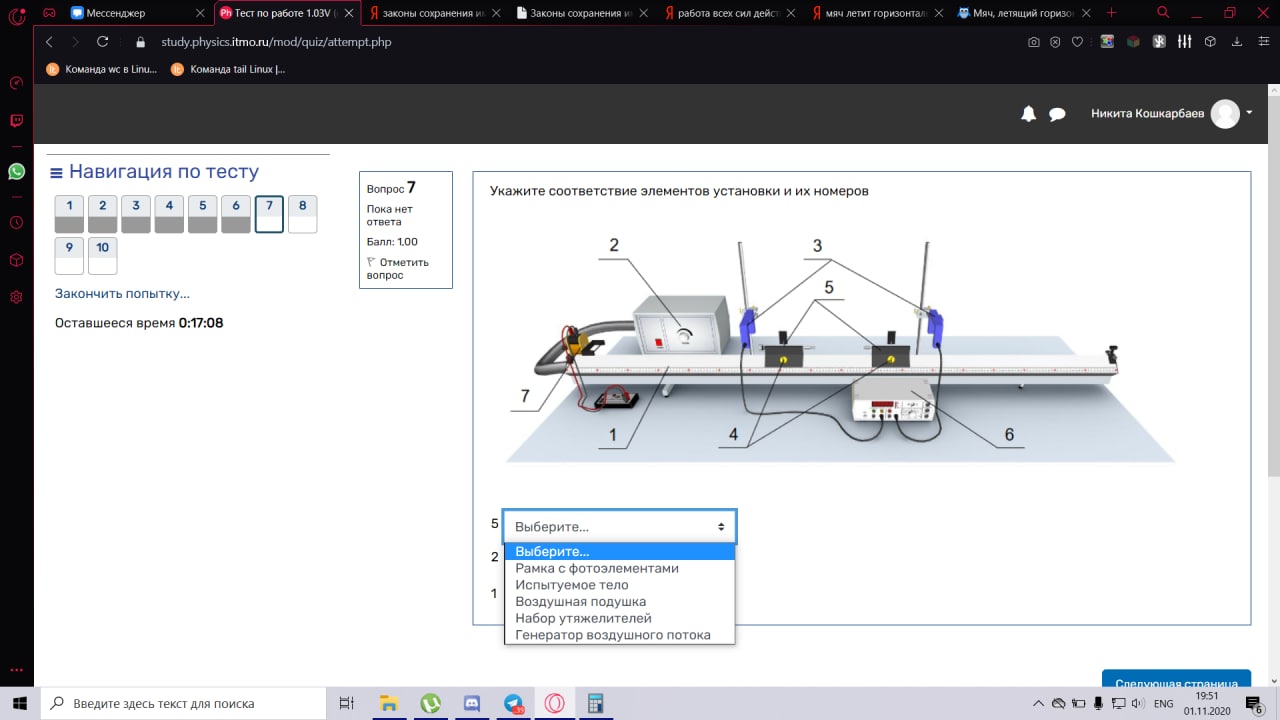 Мессенджер
Тест по работе 1.03V (
законы сохранения им
Законы сохранения и
работа всех сил дейст
мяч летит горизонтал
Мяч, летящий горизо
study.physics.itmo.ru/mod/quiz/attempt.php
Команда wc в Linu...
Команда tail Linux |...
Никита Кошкарбаев
Навигация по тесту
1 2 3 4 5 6 7 8
9 10
Закончить попытку...
Оставшееся время 0:17:08
Вопрос 7
Пока нет
ответа
Балл: 1,00
Отметить
вопрос
Укажите соответствие элементов установки и их номеров
2
3
5
7
1
4
6
5 Выберите...
Выберите...
2
Рамка с фотоэлементами
Испытуемое тело
1
Воздушная подушка
Набор утяжелителей
Генератор воздушного потока
Следующая страница
Введите здесь текст для поиска
39
ENG
19:51
01.11.2020
6